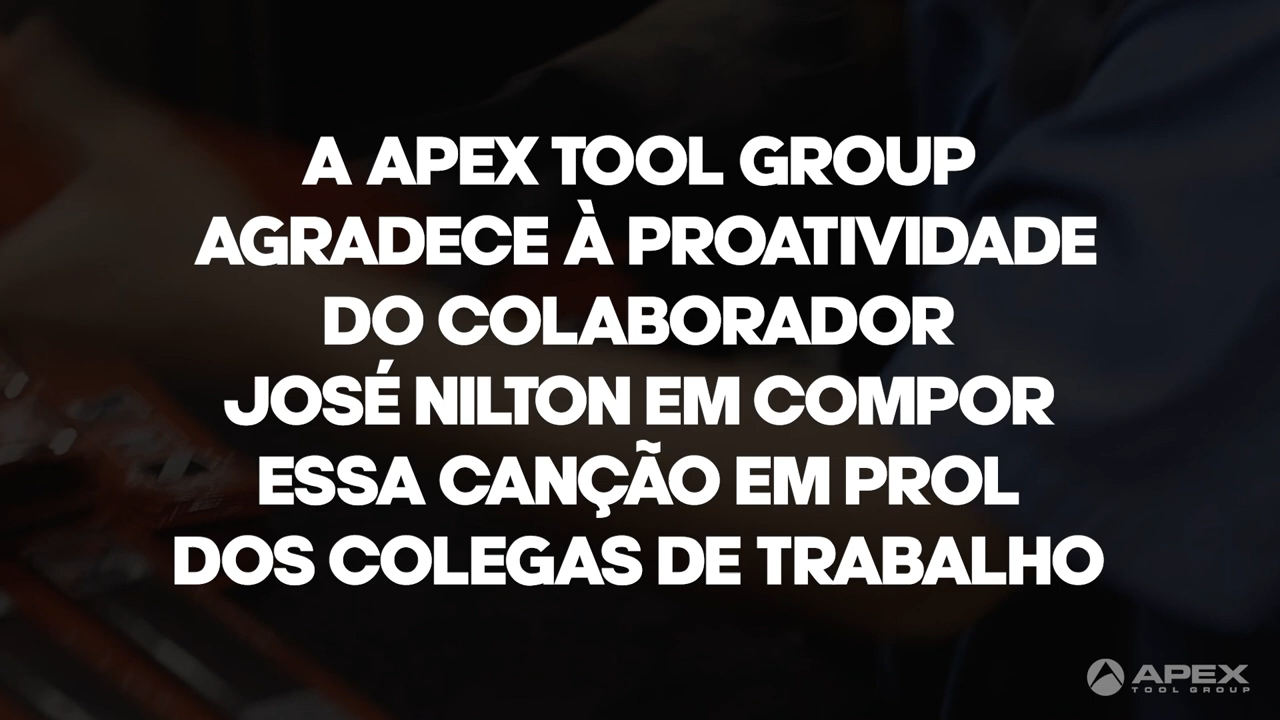 A APEX TOOL GROUP
AGRADECE À PROATIVIDADE
DO COLABORADOR
JOSÉ NILTON EM COMPOR
ESSA CANÇÃO EM PROL
DOS COLEGAS DE TRABALHO
APEX
TOOL GROUP